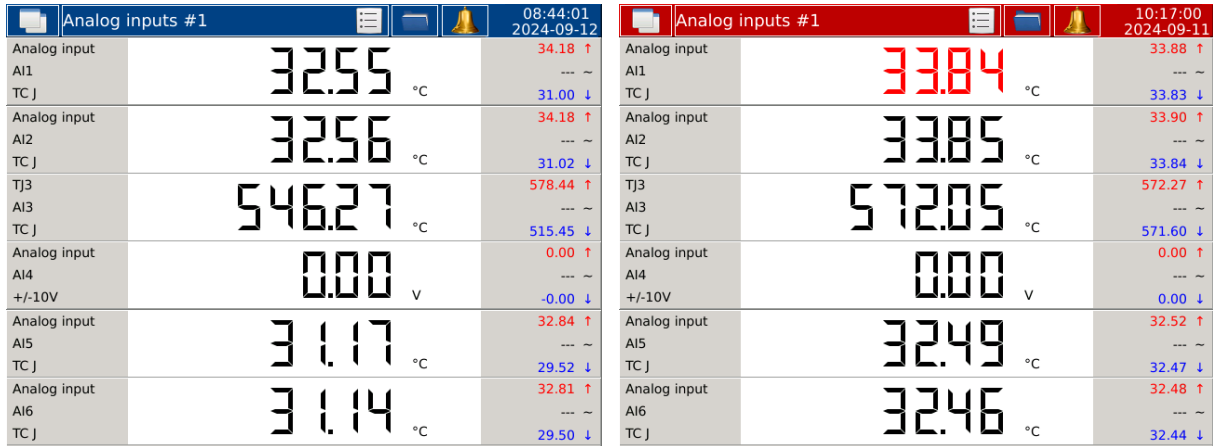 Analog inputs #1
08:44:01
2024-09-12
Analog input
34.18 ↑
AI1
32.55 °C
--- ~
TC J
31.00 ↓
Analog input
34.18 ↑
AI2
32.56 °C
--- ~
TC J
31.02 ↓
TJ3
578.44 ↑
AI3
546.27 °C
--- ~
TC J
515.45 ↓
Analog input
0.00 ↑
AI4
0.00 V
--- ~
+/-10V
-0.00 ↓
Analog input
32.84 ↑
AI5
31.17 °C
--- ~
TC J
29.52 ↓
Analog input
32.81 ↑
AI6
31.14 °C
--- ~
TC J
29.50 ↓
Analog inputs #1
10:17:00
2024-09-11
Analog input
33.88 ↑
AI1
33.84 °C
--- ~
TC J
33.83 ↓
Analog input
33.90 ↑
AI2
33.85 °C
--- ~
TC J
33.84 ↓
TJ3
572.27 ↑
AI3
572.05 °C
--- ~
TC J
571.60 ↓
Analog input
0.00 ↑
AI4
0.00 V
--- ~
+/-10V
0.00 ↓
Analog input
32.52 ↑
AI5
32.49 °C
--- ~
TC J
32.47 ↓
Analog input
32.48 ↑
AI6
32.46 °C
--- ~
TC J
32.44 ↓